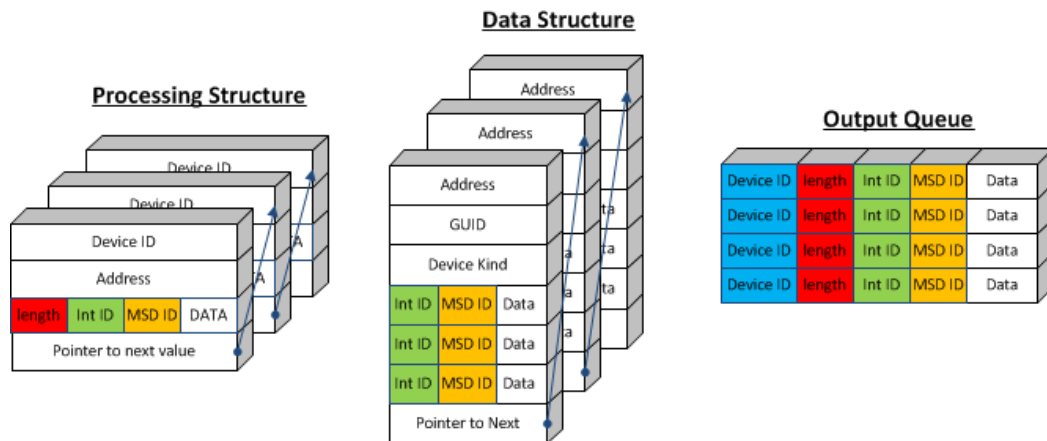 Data Structure
Processing Structure
Output Queue
Device ID
Device ID
Device ID
Address
length Int ID MSD ID DATA
Pointer to next value
Address
Address
Address
GUID
Device Kind
Int ID MSD ID Data
Int ID MSD ID Data
Int ID MSD ID Data
Pointer to Next
Device ID length Int ID MSD ID Data
Device ID length Int ID MSD ID Data
Device ID length Int ID MSD ID Data
Device ID length Int ID MSD ID Data